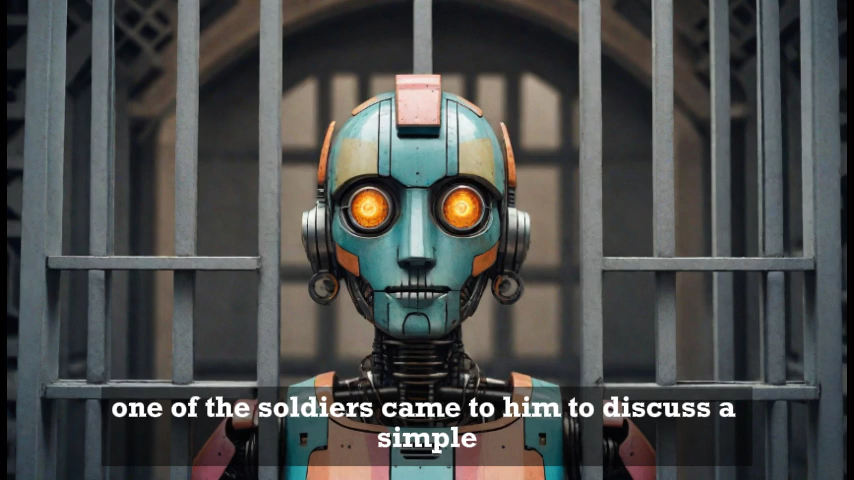 one of the soldiers came to him to discuss a
simple